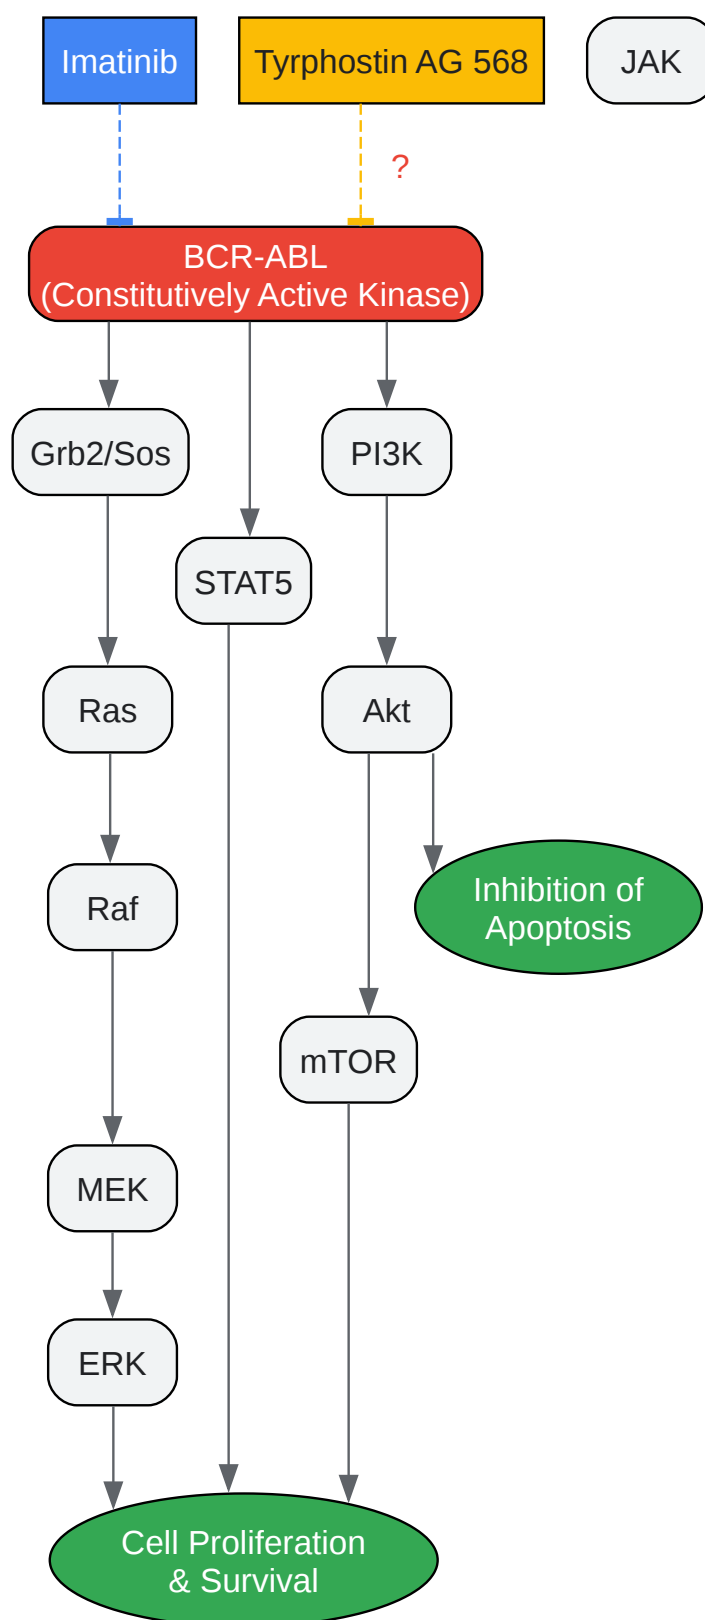 Imatinib
Tyrphostin AG 568
JAK
?
BCR-ABL
(Constitutively Active Kinase)
Grb2/Sos
PI3K
STAT5
Ras
Akt
Raf
Inhibition of
Apoptosis
mTOR
MEK
ERK
Cell Proliferation
& Survival